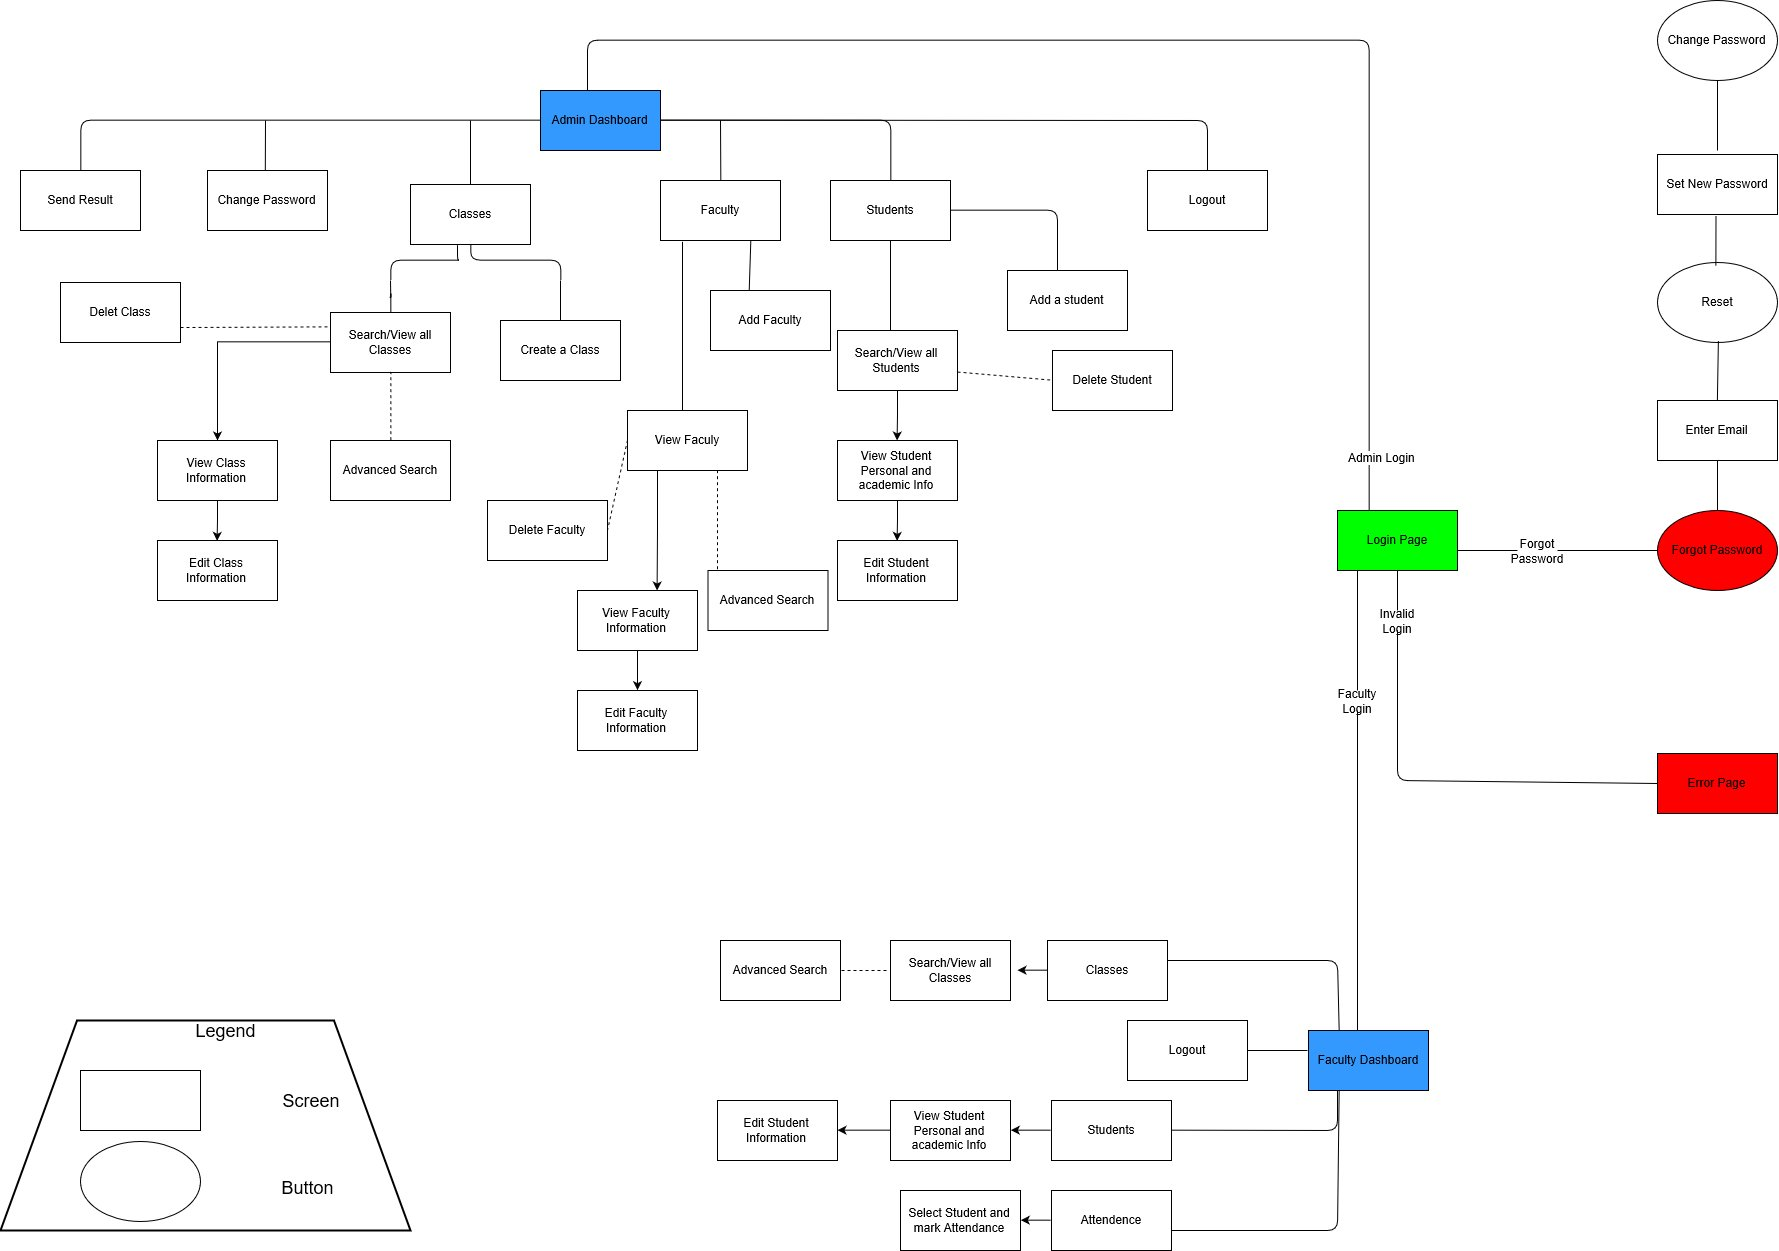 Change Password
Admin Dashboard
Send Result
Change Password
Classes
Faculty
Students
Logout
Set New Password
Delet Class
Search/View all
Classes
Create a Class
Add Faculty
Add a student
Reset
Search/View all
Students
Delete Student
View Class
Information
Advanced Search
View Faculy
View Student
Personal and
academic Info
Admin Login
Enter Email
Edit Class
Information
Delete Faculty
Edit Student
Information
Login Page
Forgot
Password
Forgot Password
View Faculty
Information
Advanced Search
Invalid
Login
Edit Faculty
Information
Faculty
Login
Error Page
Advanced Search
Search/View all
Classes
Classes
Logout
Faculty Dashboard
Edit Student
Information
View Student
Personal and
academic Info
Students
Select Student and
mark Attendance
Attendence
Legend
Screen
Button